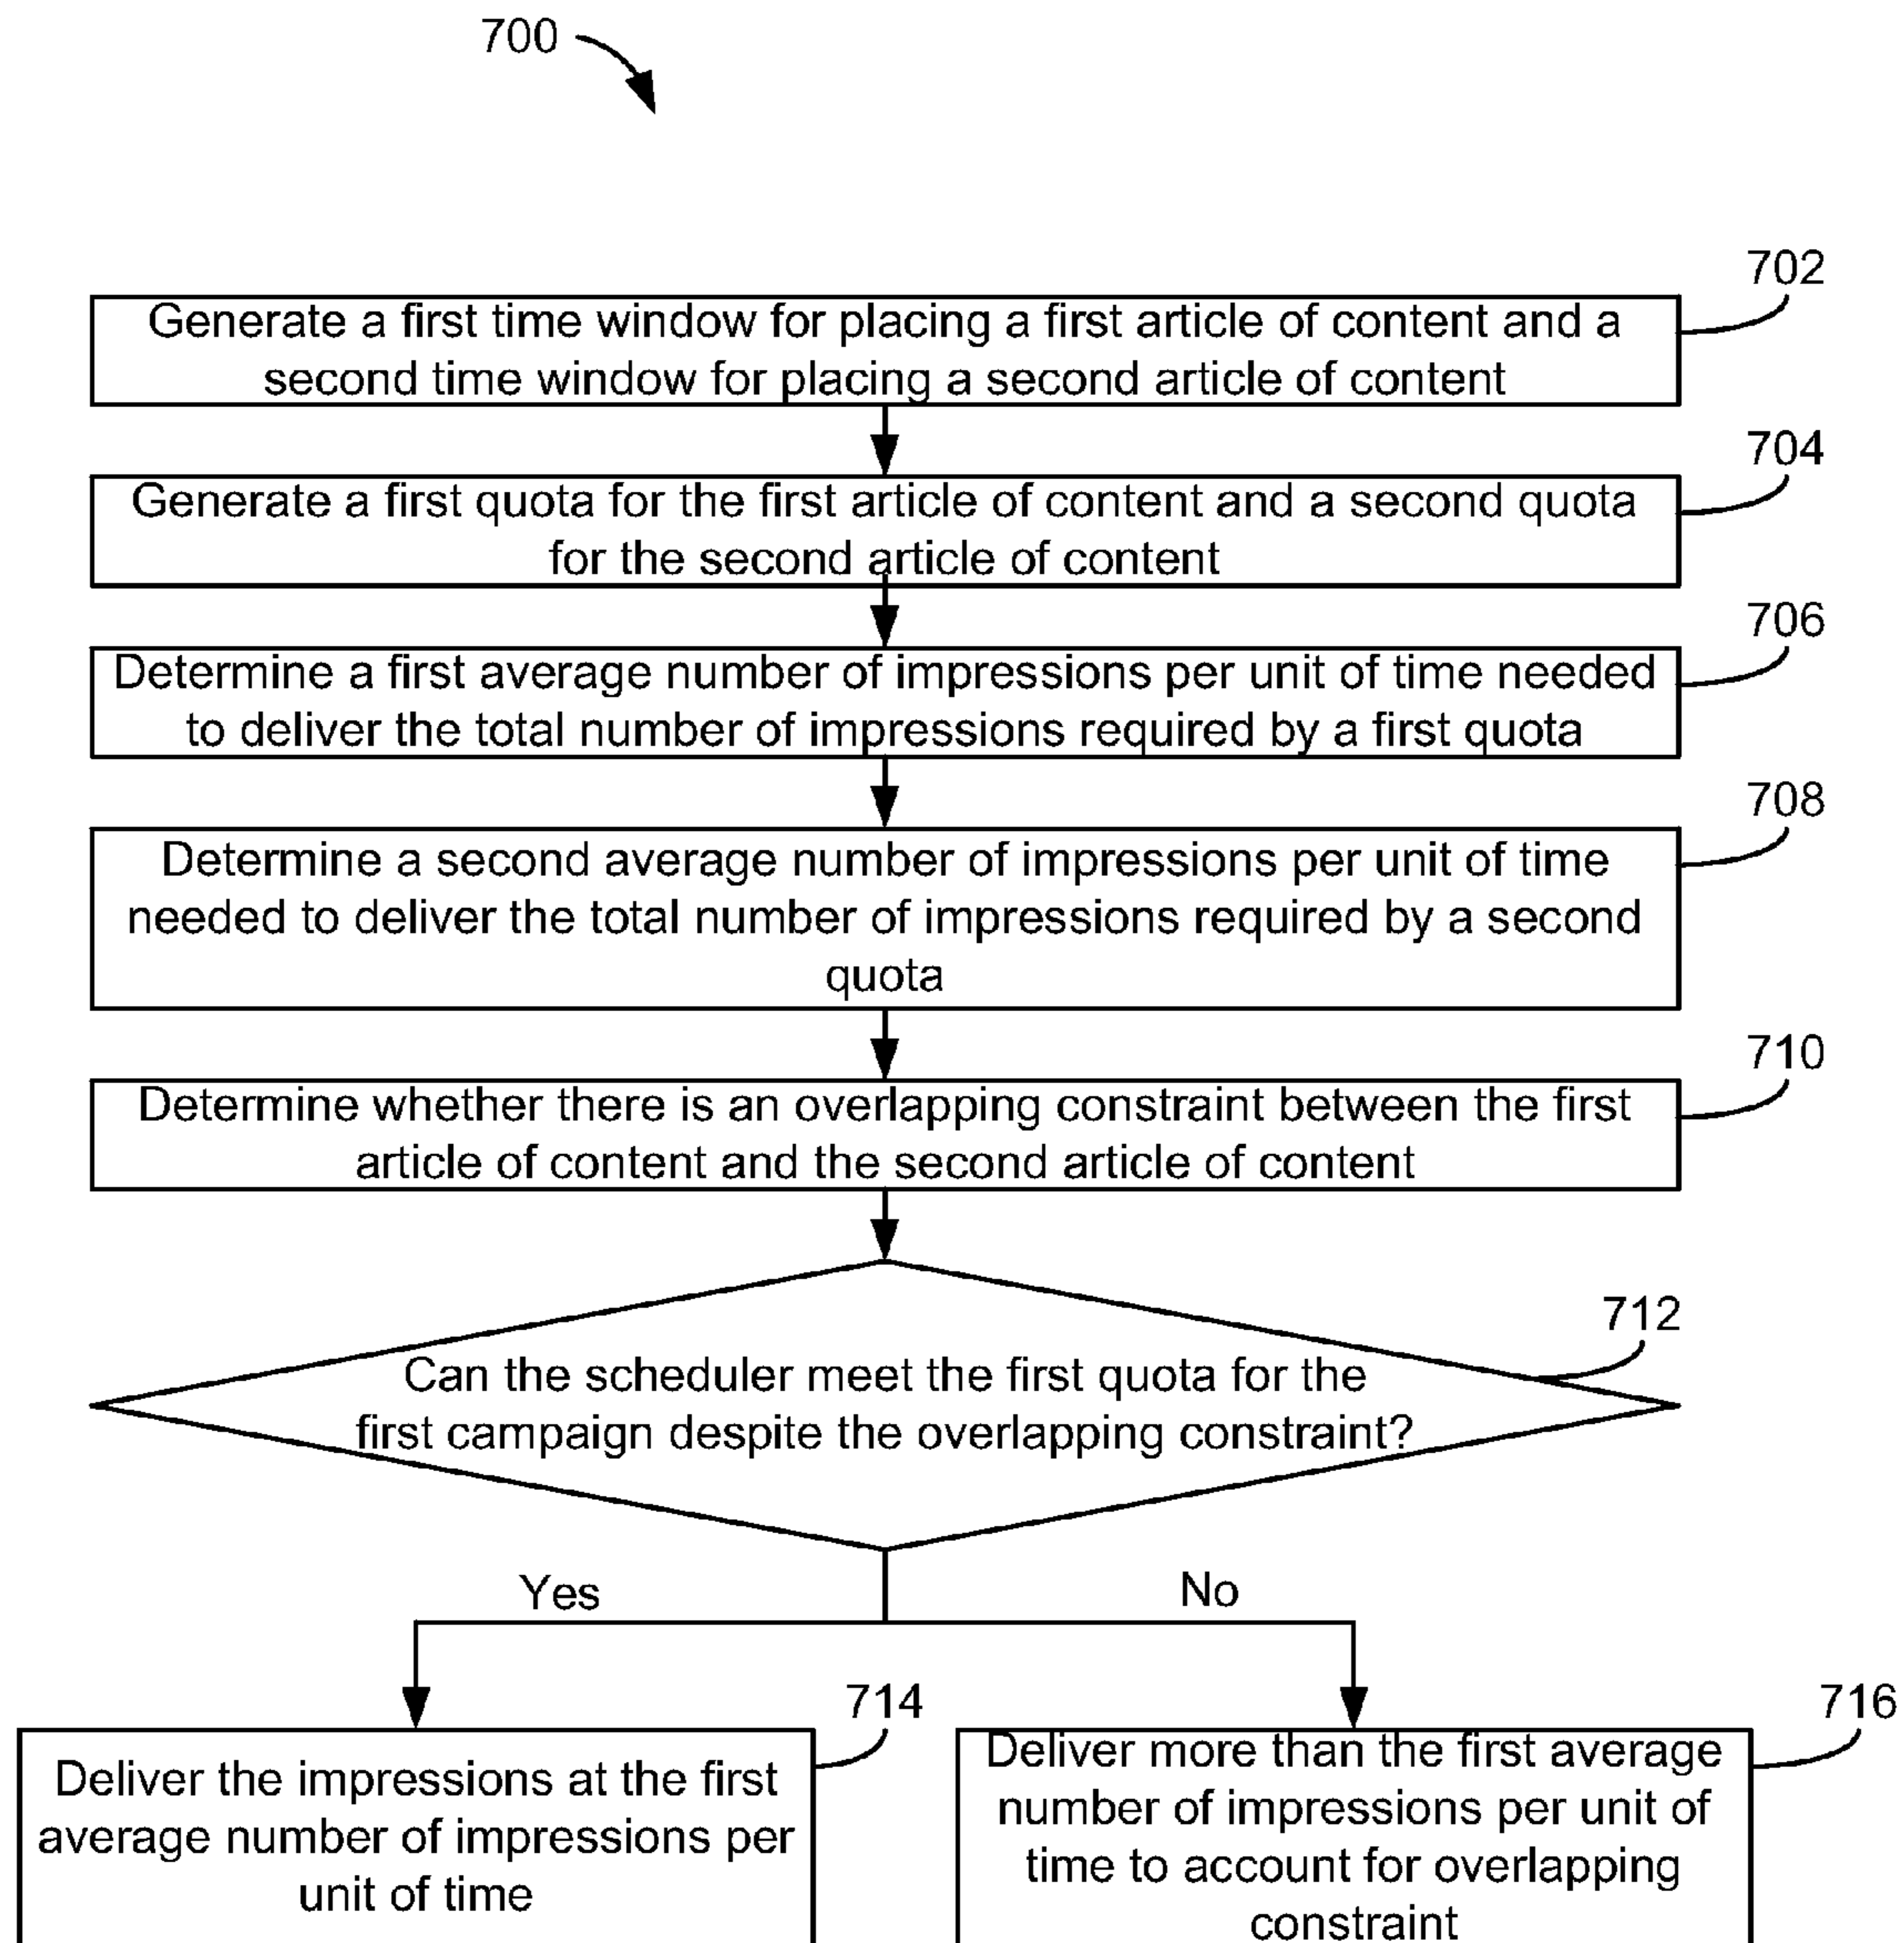 700
702
Generate a first time window for placing a first article of content and a
second time window for placing a second article of content
704
Generate a first quota for the first article of content and a second quota
for the second article of content
706
Determine a first average number of impressions per unit of time needed
to deliver the total number of impressions required by a first quota
708
Determine a second average number of impressions per unit of time
needed to deliver the total number of impressions required by a second
quota
710
Determine whether there is an overlapping constraint between the first
article of content and the second article of content
712
Can the scheduler meet the first quota for the
first campaign despite the overlapping constraint?
Yes
No
714
Deliver the impressions at the first
average number of impressions per
unit of time
716
Deliver more than the first average
number of impressions per unit of
time to account for overlapping
constraint